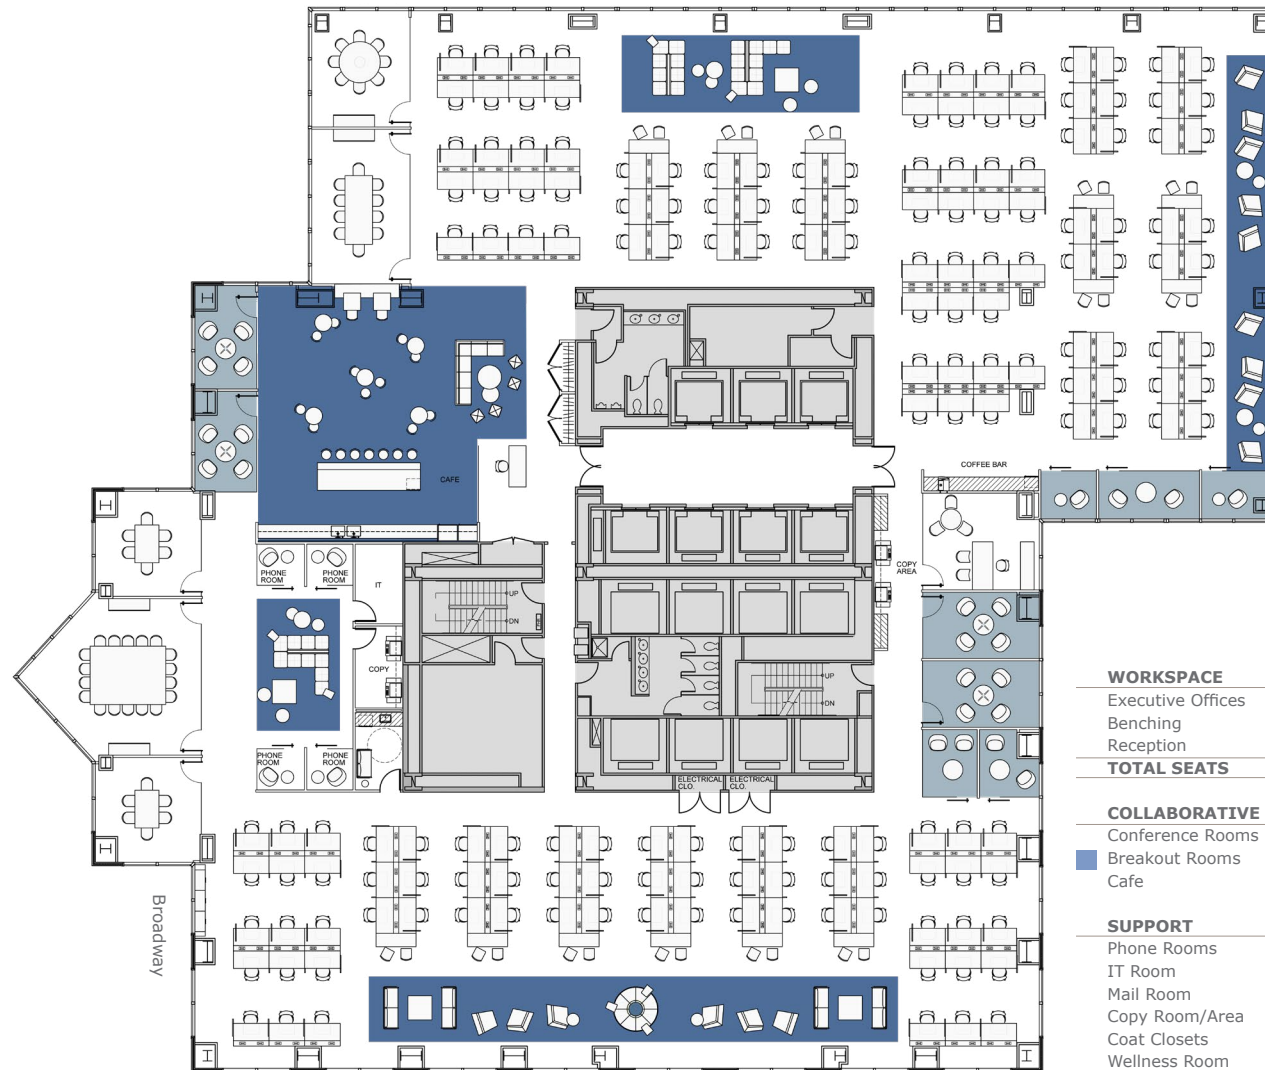 COFFEE BAR
CAFE
PHONE
ROOM
PHONE
ROOM
IT
COPY
AREA
UP
DN
COPY
UP
DN
PHONE
ROOM
PHONE
ROOM
ELECTRICAL
CLO.
ELECTRICAL
CLO.
Broadway
WORKSPACE
Executive Offices
Benching
Reception
TOTAL SEATS
COLLABORATIVE
Conference Rooms
Breakout Rooms
Cafe
SUPPORT
Phone Rooms
IT Room
Mail Room
Copy Room/Area
Coat Closets
Wellness Room